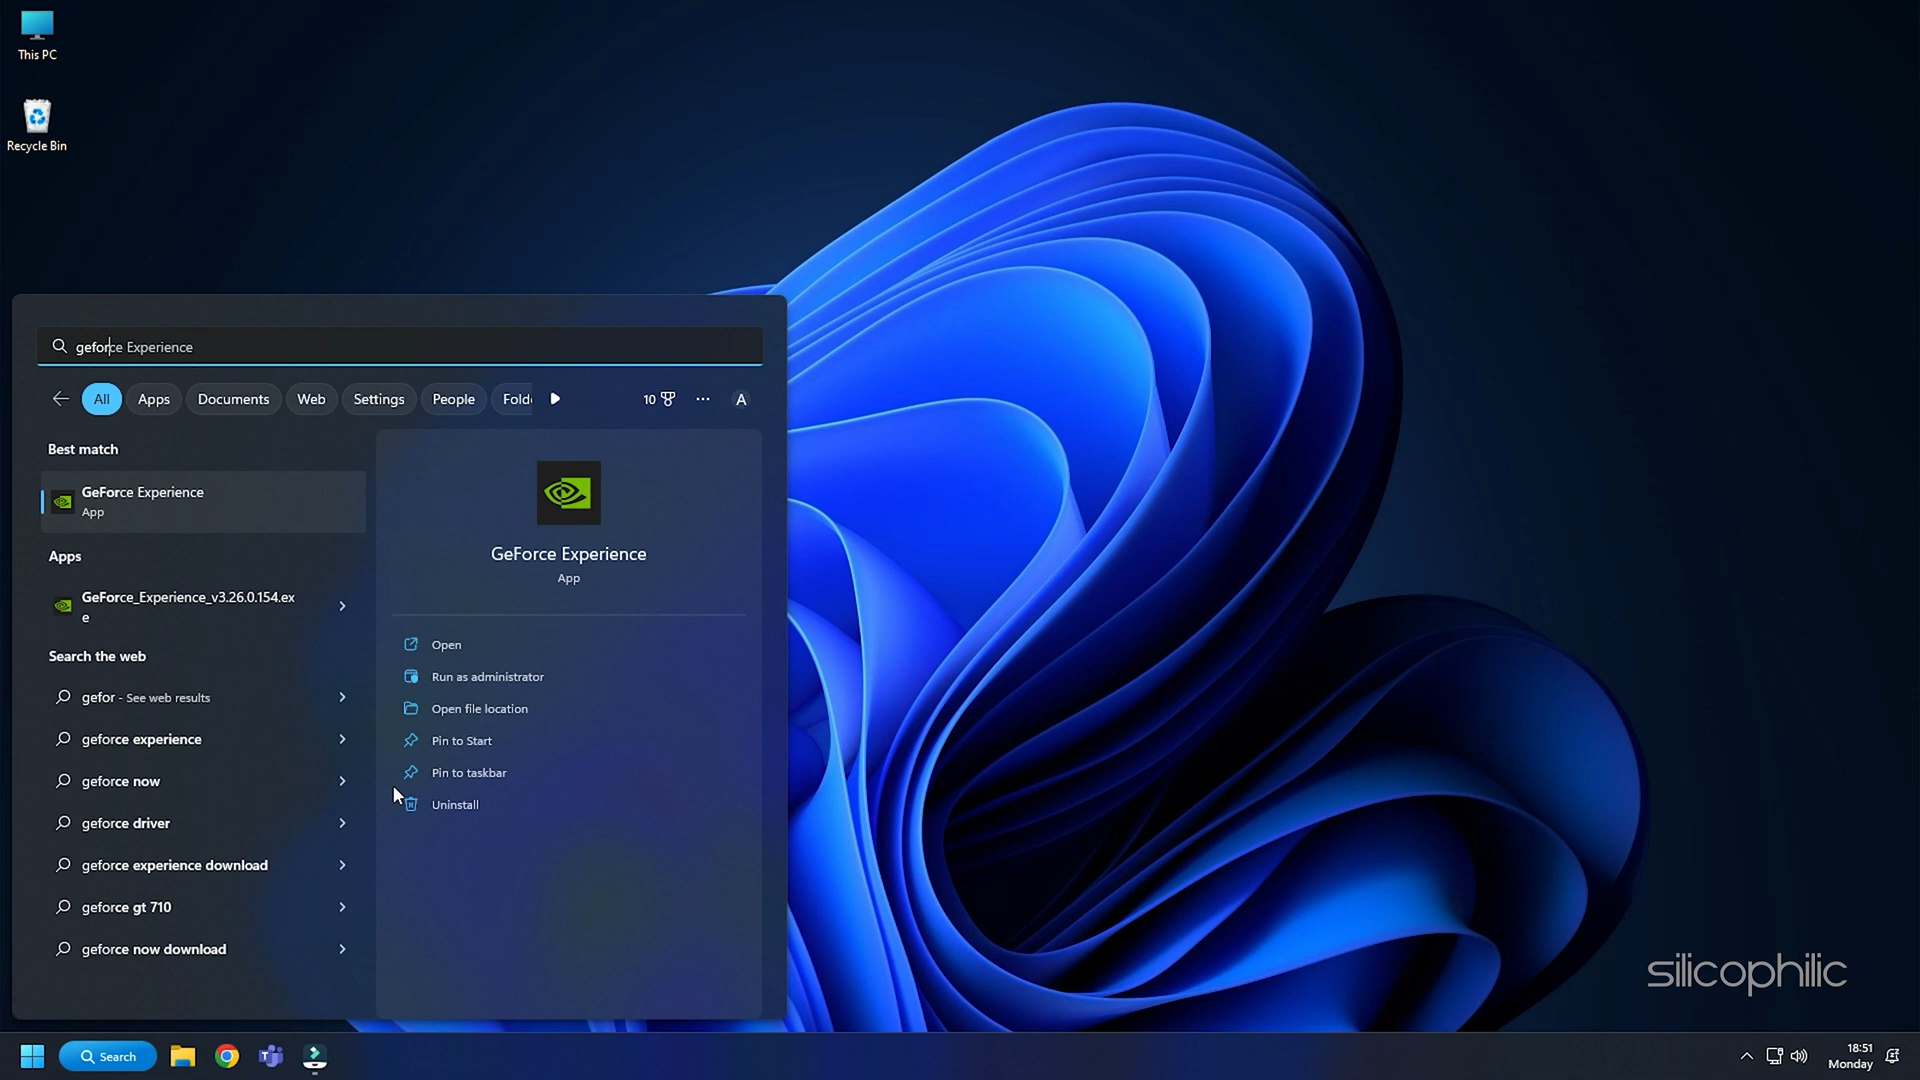 This PC
Recycle Bin
geforce Experience
All
Apps
Documents
Web
Settings
People
Fold
10
A
Best match
GeForce Experience
App
Apps
GeForce_Experience_v3.26.0.154.ex
e
Search the web
gefor - See web results
geforce experience
geforce now
geforce driver
geforce experience download
geforce gt 710
geforce now download
GeForce Experience
App
Open
Run as administrator
Open file location
Pin to Start
Pin to taskbar
Uninstall
silicophilic
Search
18:51
Monday